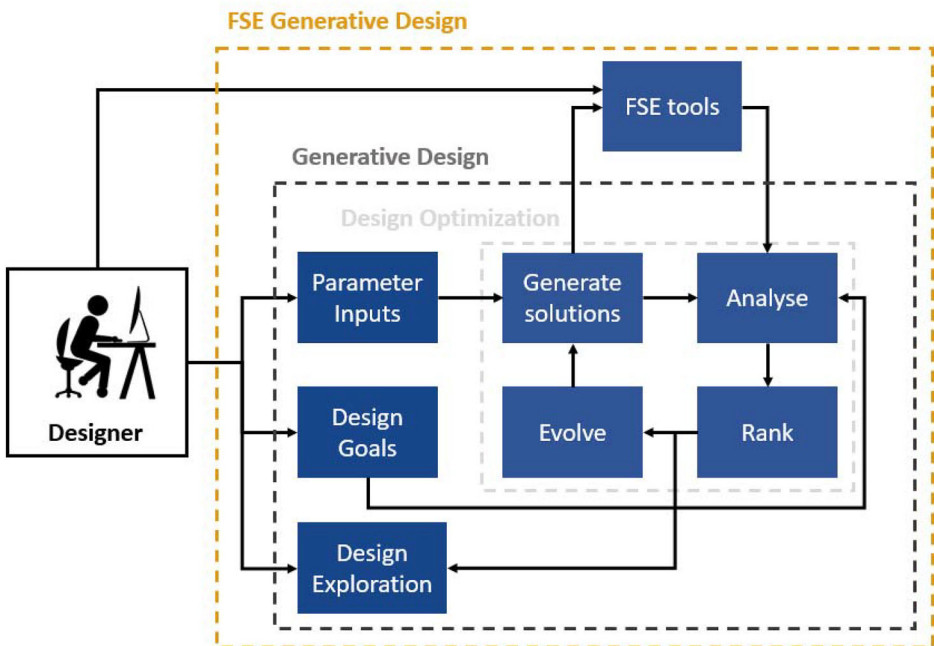 FSE Generative Design
FSE tools
Generative Design
Design Optimization
Parameter
Inputs
Generate
solutions
Analyse
Designer
Design
Goals
Evolve
Rank
Design
Exploration